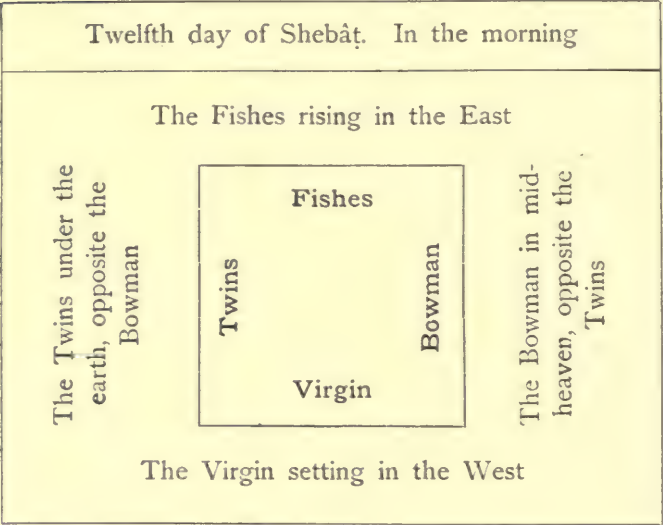 Twelfth day of Shebâṭ. In the morning
The Fishes rising in the East
The Twins under the
earth, opposite the
Bowman
Fishes
Twins
Bowman
Virgin
The Bowman in mid-
heaven, opposite the
Twins
The Virgin setting in the West